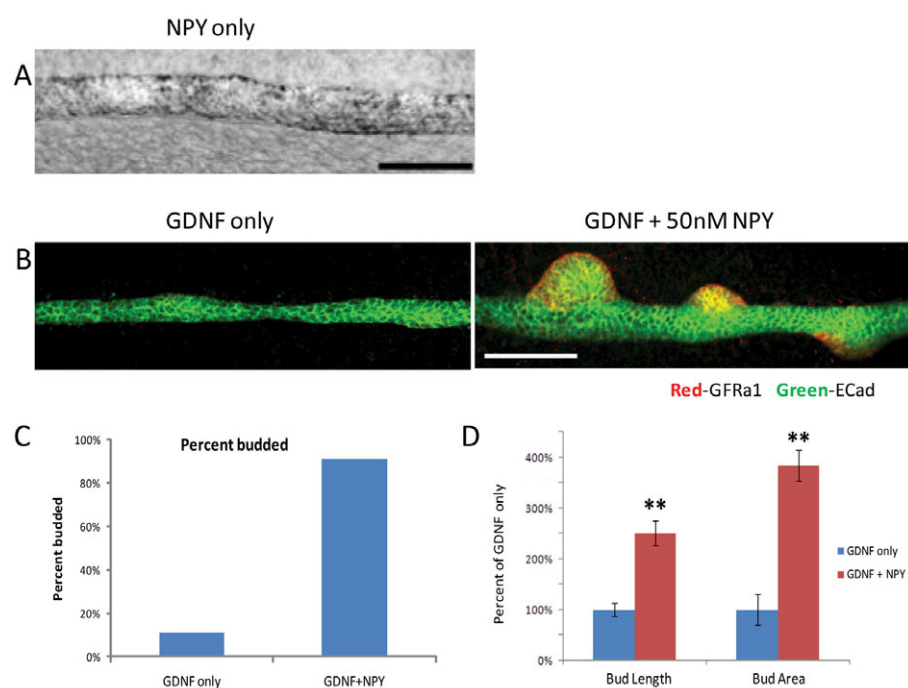 NPY only
A
GDNF only
GDNF + 50nM NPY
B
Red-GFRa1 Green-ECad
C
Percent budded
Percent budded
100%
80%
60%
40%
20%
0%
GDNF only
GDNF+NPY
D
Percent of GDNF only
400%
300%
200%
100%
0%
**
**
Bud Length
Bud Area
GDNF only
GDNF + NPY